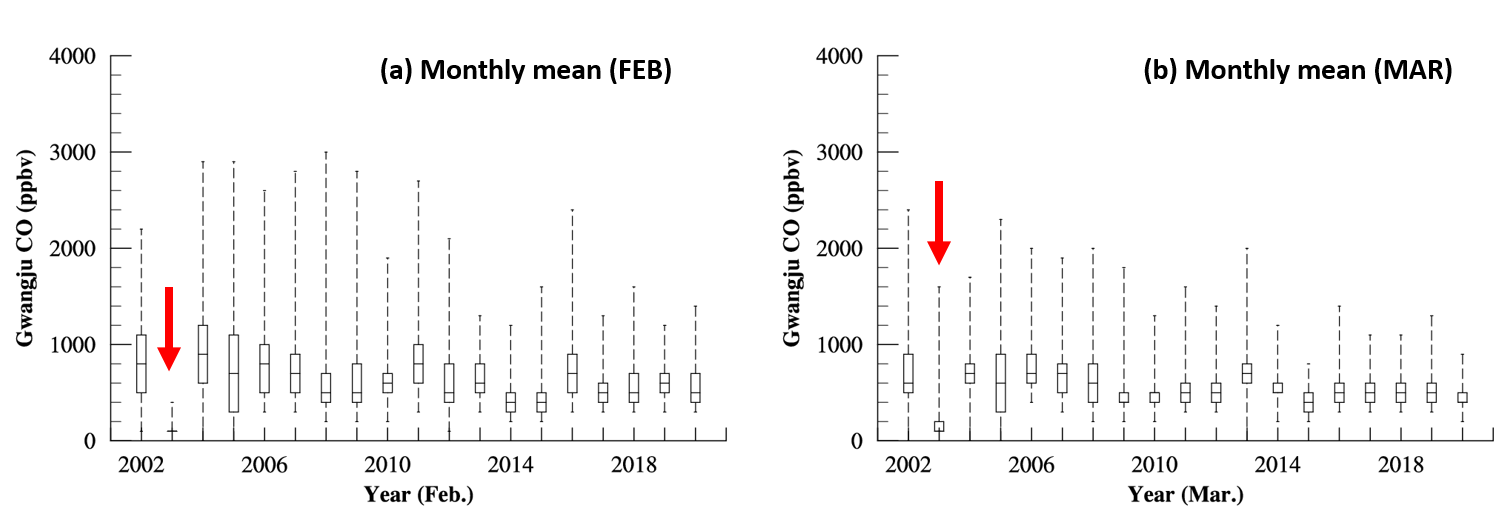 (a) Monthly mean (FEB)
Gwangju CO (ppbv)
4000
3000
2000
1000
0
2002 2006 2010 2014 2018
Year (Feb.)
(b) Monthly mean (MAR)
Gwangju CO (ppbv)
4000
3000
2000
1000
0
2002 2006 2010 2014 2018
Year (Mar.)